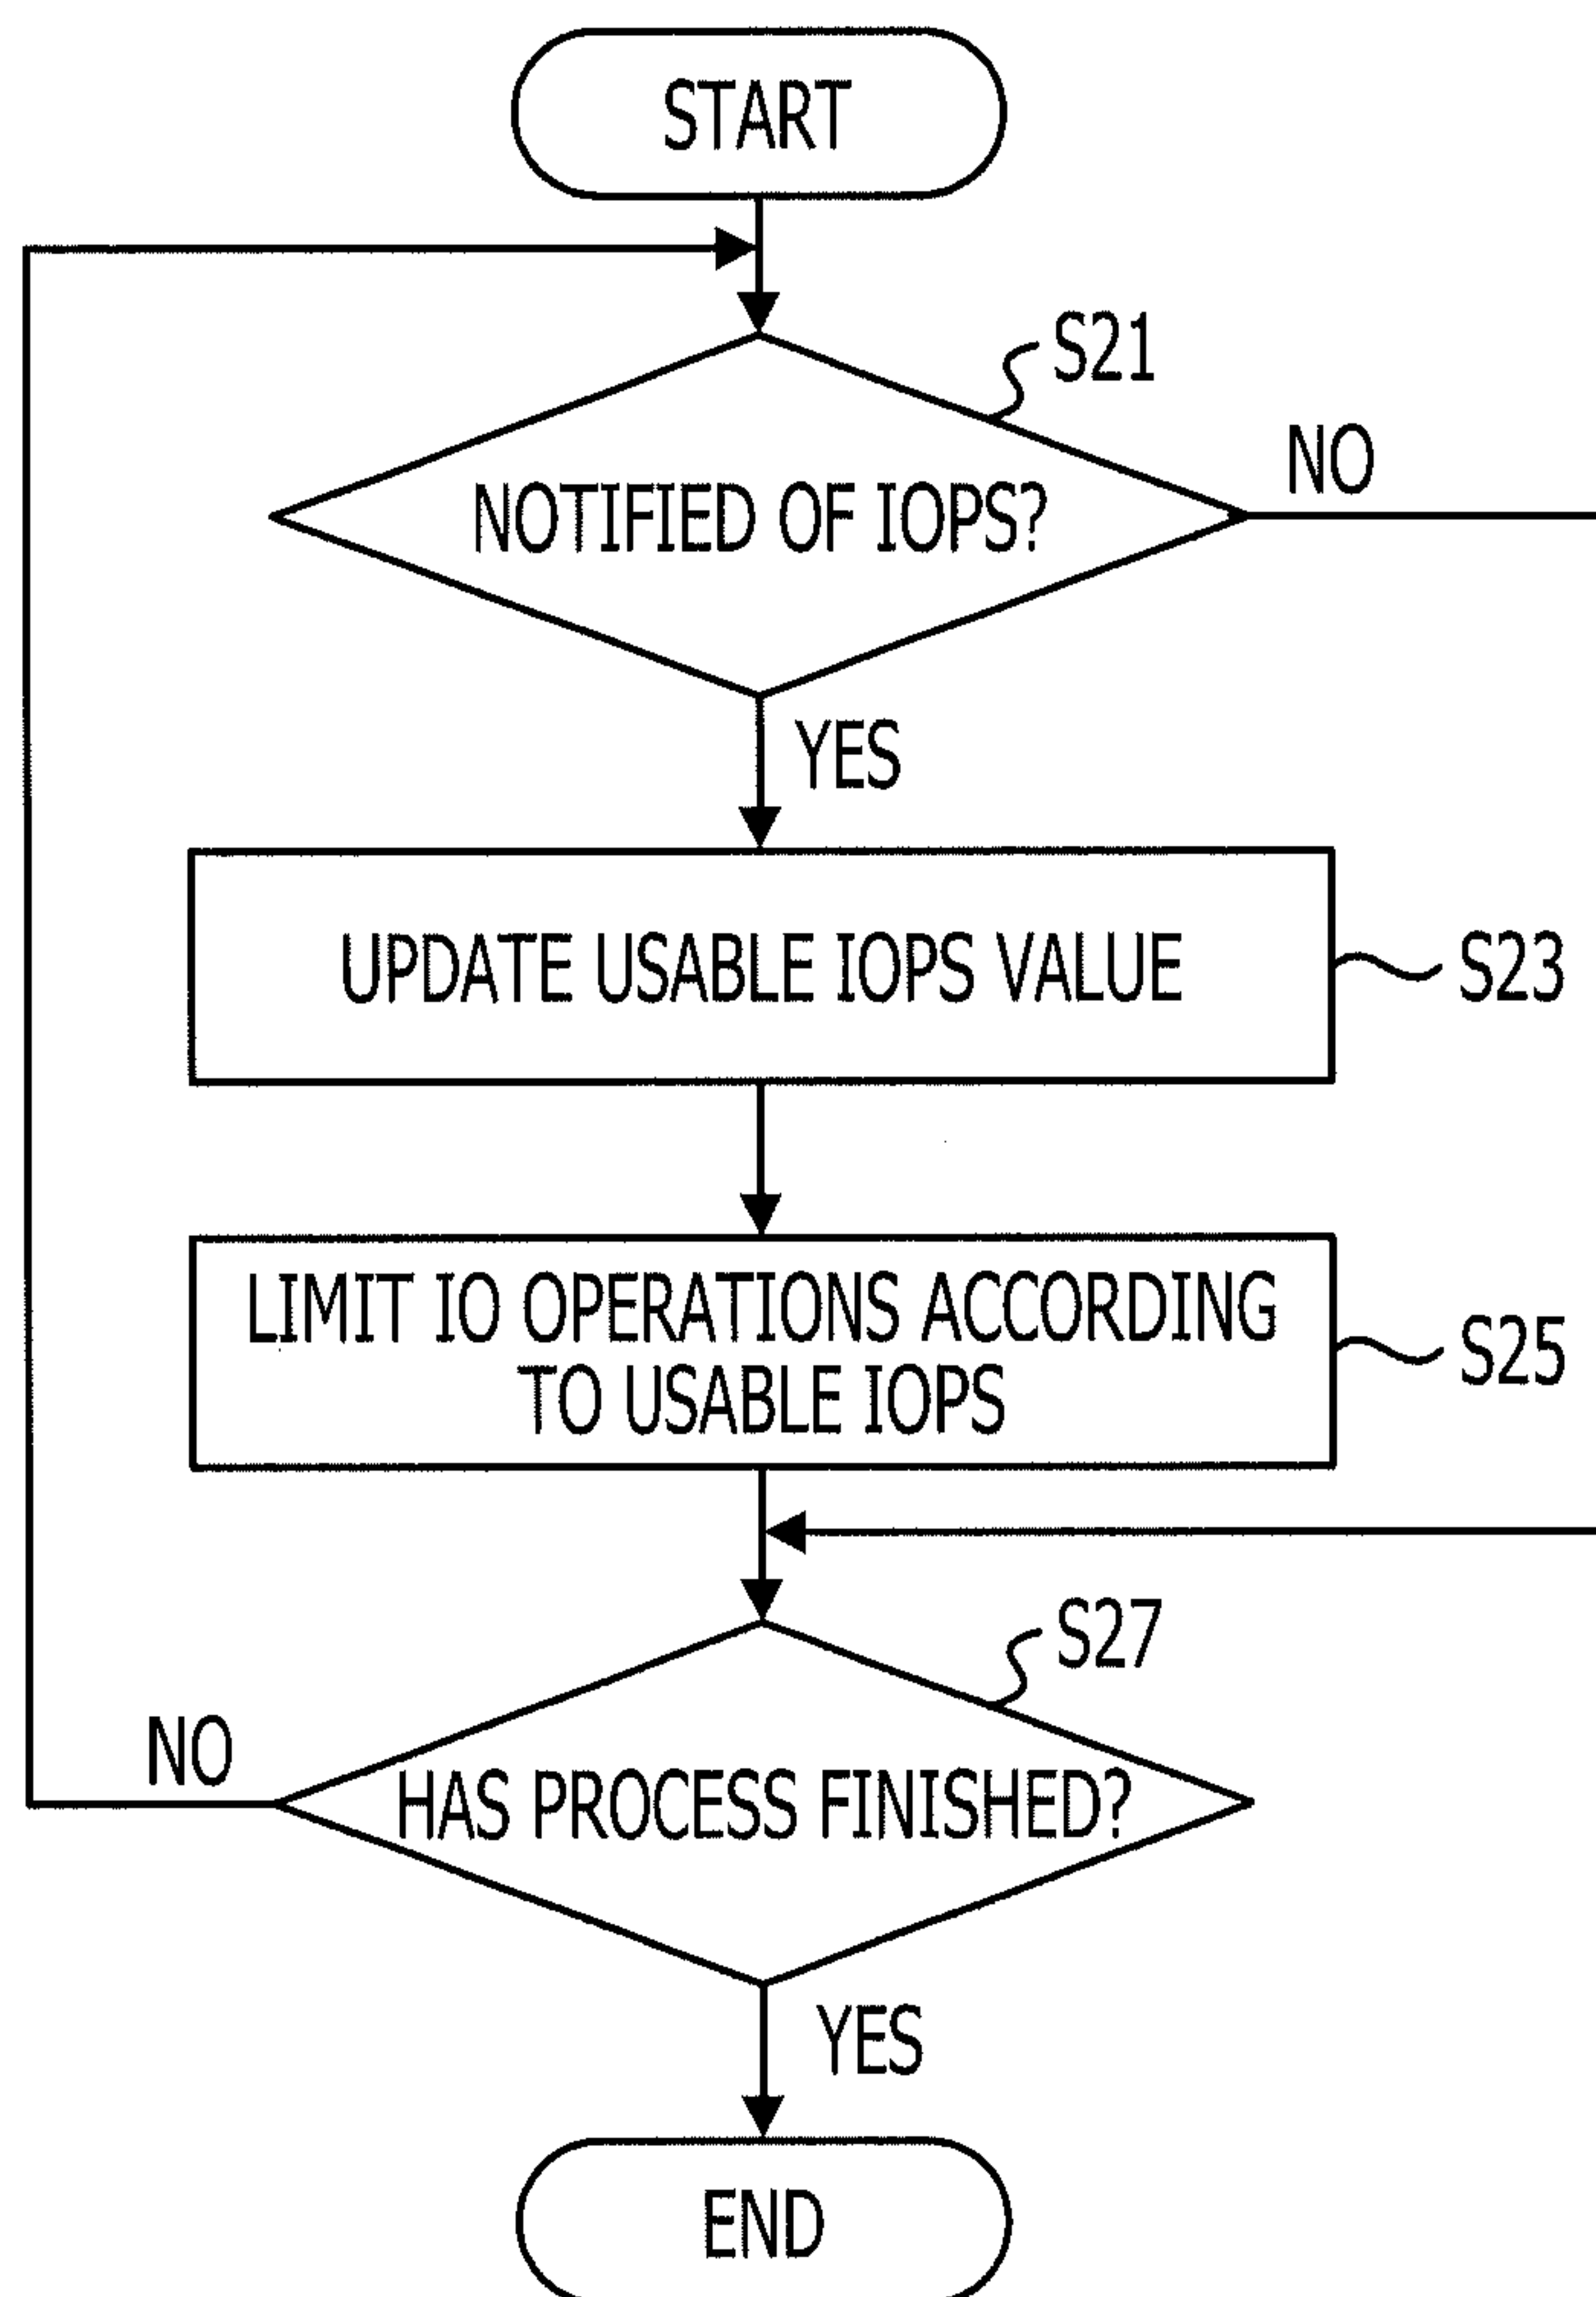 START
S21
NO
NOTIFIED OF IOPS?
YES
UPDATE USABLE IOPS VALUE
S23
LIMIT IO OPERATIONS ACCORDING
TO USABLE IOPS
S25
S27
NO
HAS PROCESS FINISHED?
YES
END